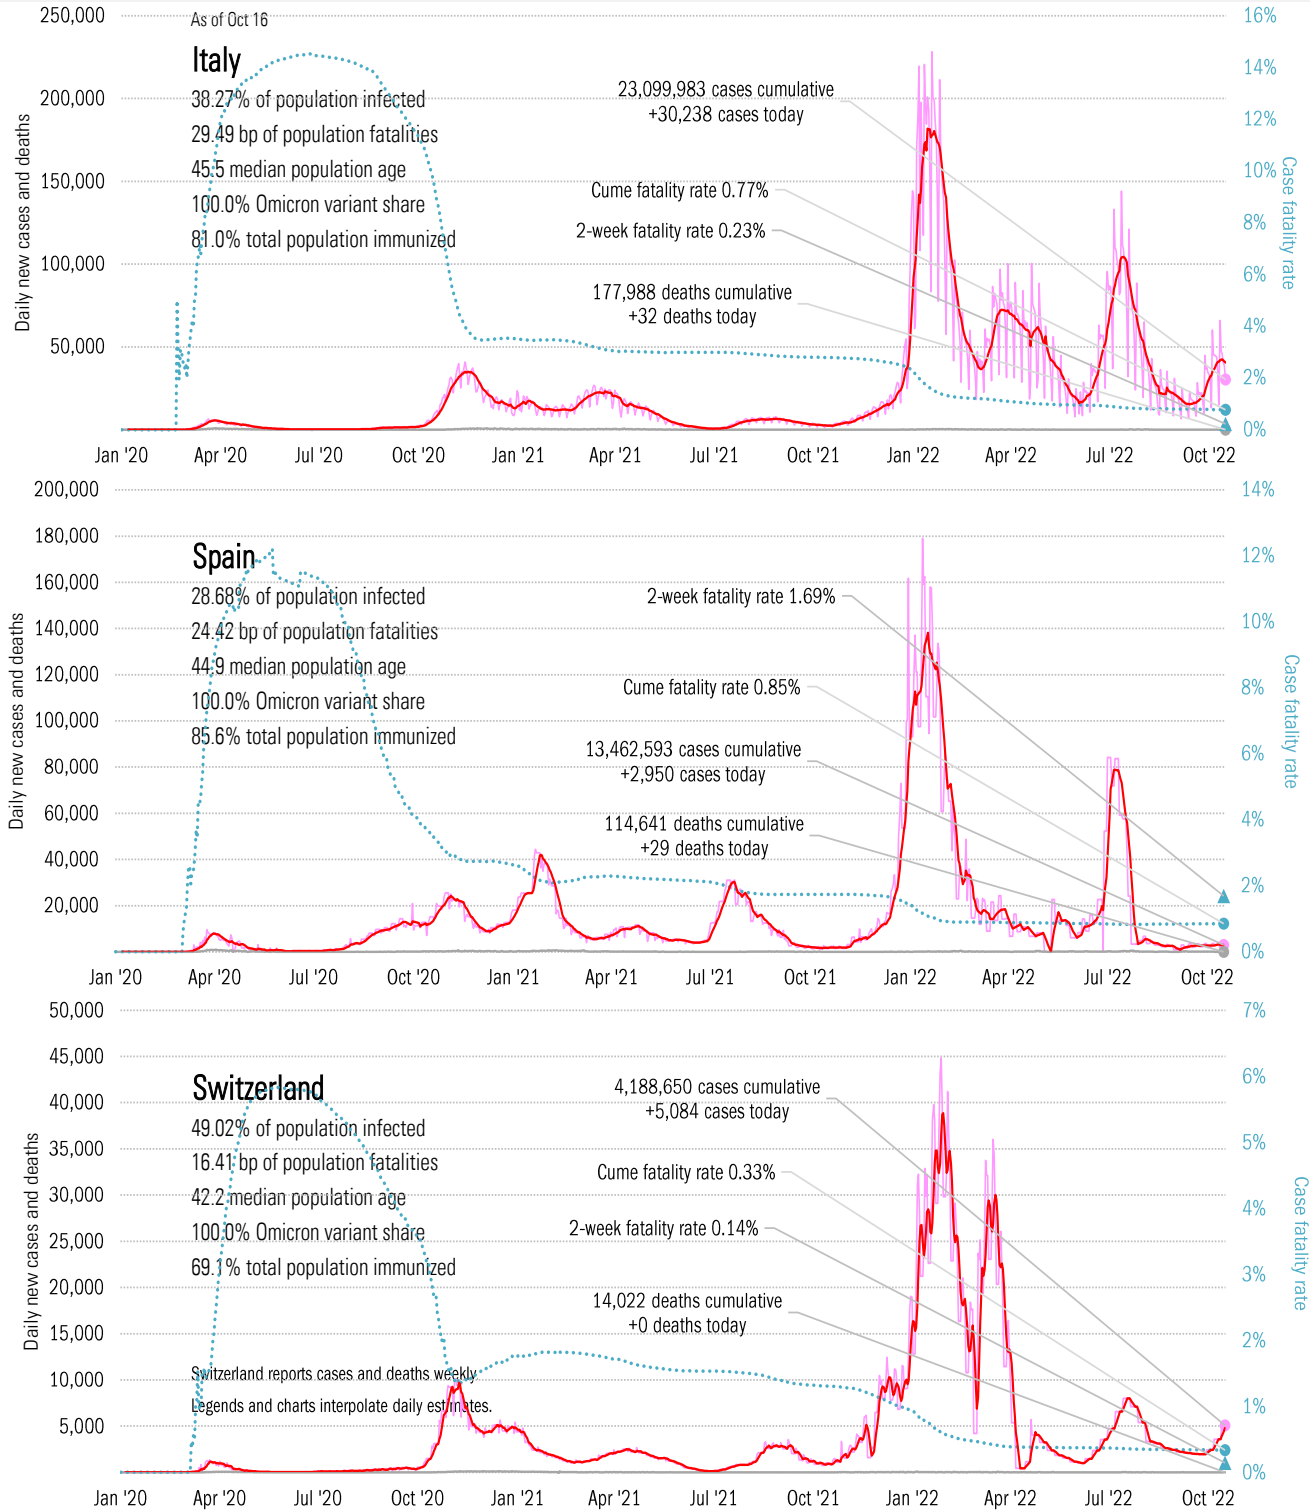 As of Oct 16
Italy
38.27% of population infected
29.49 bp of population fatalities
45.5 median population age
100.0% Omicron variant share
81.0% total population immunized
23,099,983 cases cumulative
+30,238 cases today
Cume fatality rate 0.77%
2-week fatality rate 0.23%
177,988 deaths cumulative
+32 deaths today
Daily new cases and deaths
250,000
200,000
150,000
100,000
50,000
Case fatality rate
16%
14%
12%
10%
8%
6%
4%
2%
0%
Jan '20 Apr '20 Jul '20 Oct '20 Jan '21 Apr '21 Jul '21 Oct '21 Jan '22 Apr '22 Jul '22 Oct '22
Spain
28.68% of population infected
24.42 bp of population fatalities
44.9 median population age
100.0% Omicron variant share
85.6% total population immunized
2-week fatality rate 1.69%
Cume fatality rate 0.85%
13,462,593 cases cumulative
+2,950 cases today
114,641 deaths cumulative
+29 deaths today
Daily new cases and deaths
200,000
180,000
160,000
140,000
120,000
100,000
80,000
60,000
40,000
20,000
Case fatality rate
14%
12%
10%
8%
6%
4%
2%
0%
Jan '20 Apr '20 Jul '20 Oct '20 Jan '21 Apr '21 Jul '21 Oct '21 Jan '22 Apr '22 Jul '22 Oct '22
Switzerland
49.02% of population infected
16.41 bp of population fatalities
42.2 median population age
100.0% Omicron variant share
69.1% total population immunized
Switzerland reports cases and deaths weekly.
Legends and charts interpolate daily estimates.
4,188,650 cases cumulative
+5,084 cases today
Cume fatality rate 0.33%
2-week fatality rate 0.14%
14,022 deaths cumulative
+0 deaths today
Daily new cases and deaths
50,000
45,000
40,000
35,000
30,000
25,000
20,000
15,000
10,000
5,000
Case fatality rate
7%
6%
5%
4%
3%
2%
1%
0%
Jan '20 Apr '20 Jul '20 Oct '20 Jan '21 Apr '21 Jul '21 Oct '21 Jan '22 Apr '22 Jul '22 Oct '22